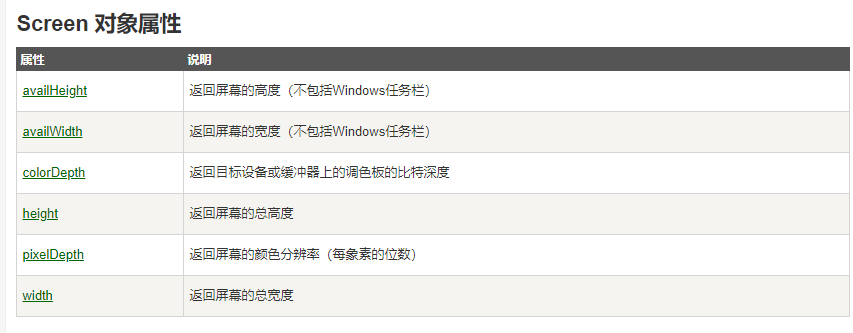 Screen 对象属性
属性 说明
availHeight 返回屏幕的高度（不包括Windows任务栏）
availWidth 返回屏幕的宽度（不包括Windows任务栏）
colorDepth 返回目标设备或缓冲器上的调色板的比特深度
height 返回屏幕的总高度
pixelDepth 返回屏幕的颜色分辨率（每象素的位数）
width 返回屏幕的总宽度